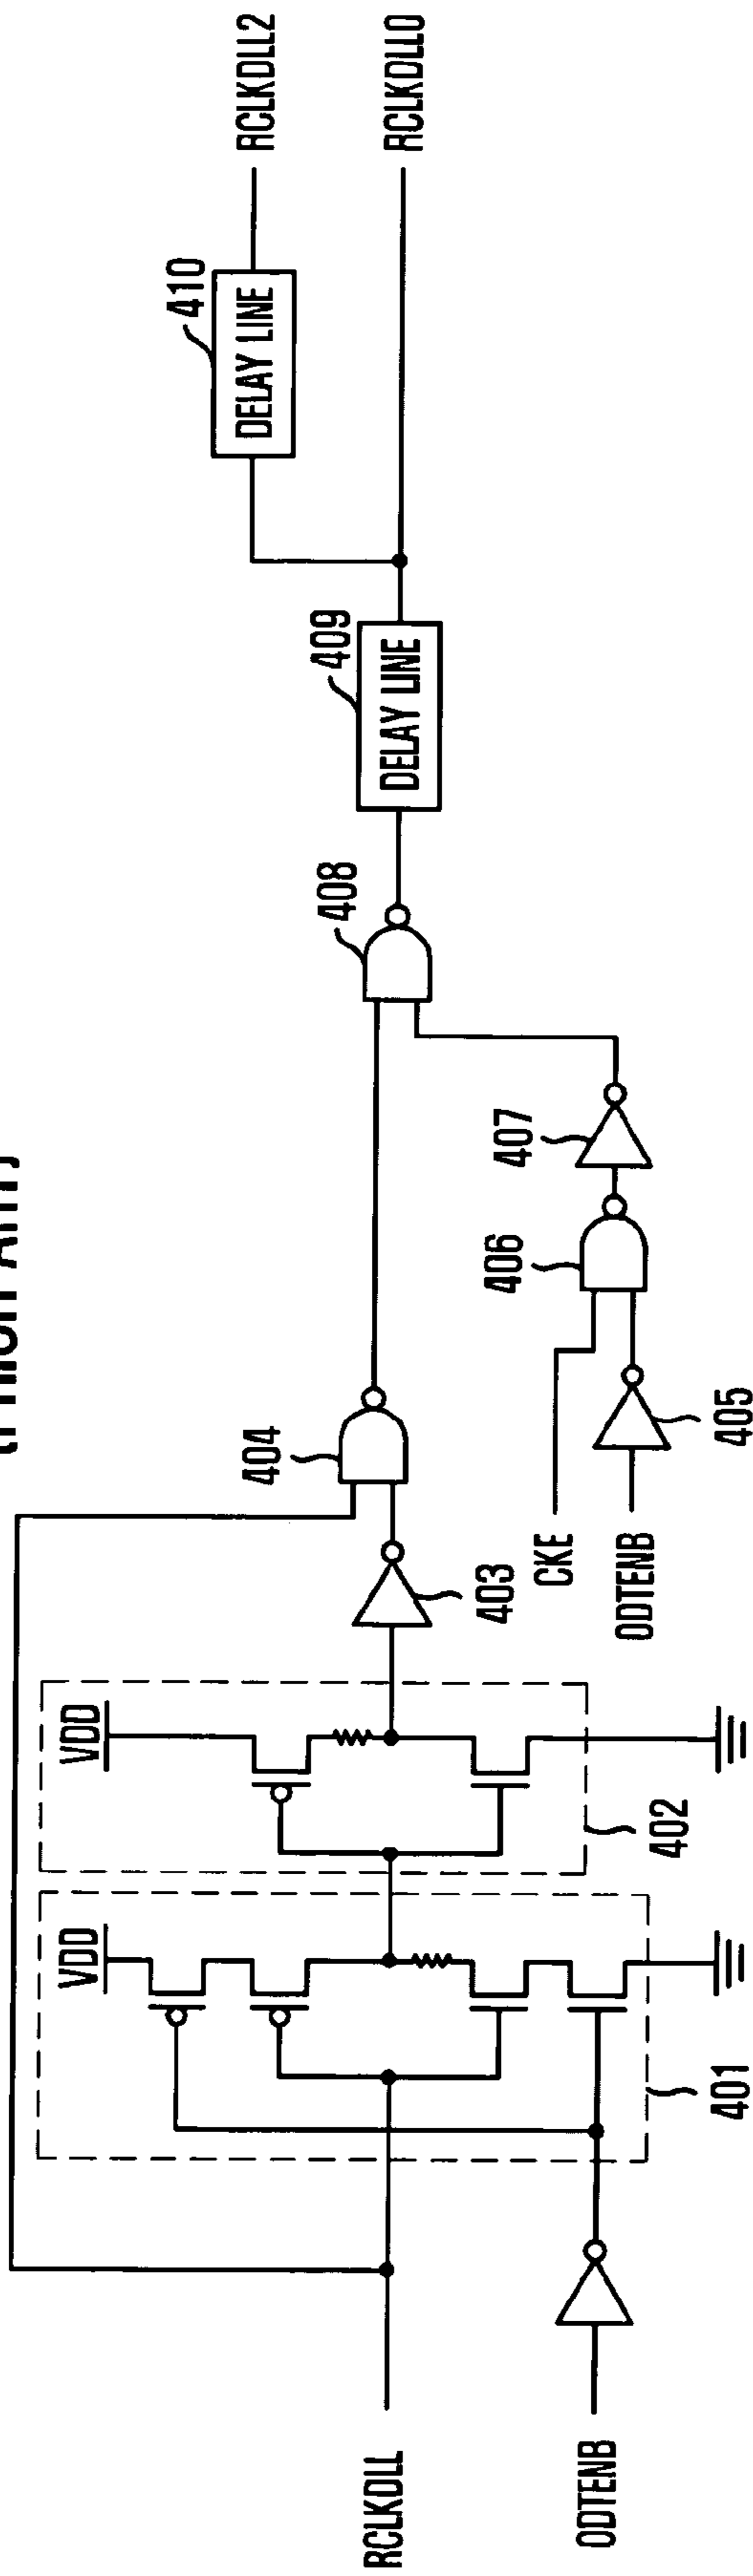 (PRIOR ART)
RCLKDLL
ODTENB
VDD
401
VDD
402
403
404
CKE
ODTENB
405
406
407
408
DELAY LINE
409
DELAY LINE
410
RCLKDLL2
RCLKDLL0